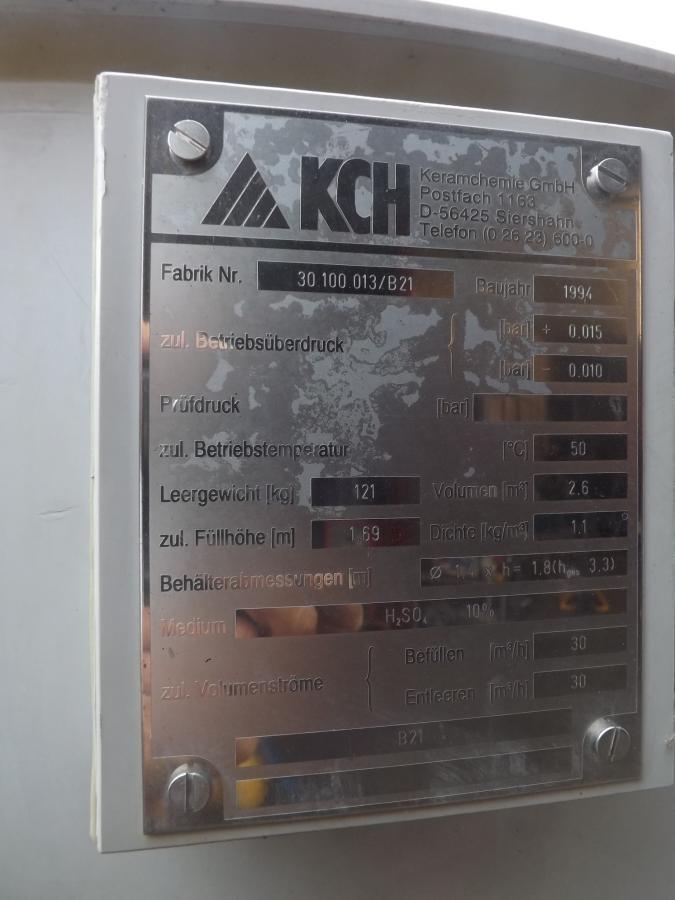 KCH
Keramchemie GmbH
Postfach 1163
D-56425 Siershahn
Telefon (0 26 23) 600-0
Fabrik Nr. 30 100 013/B21 Baujahr 1994
zul. Betriebsüberdruck [bar] + 0.015
[bar] - 0.010
Prüfdruck [bar]
zul. Betriebstemperatur [°C] 50
Leergewicht [kg] 121 Volumen [m³] 2.6
zul. Füllhöhe [m] 1.69 Dichte [kg/m³] 1.1
Behälterabmessungen [m] Ø 1,4 x h = 1,8(hges 3.3)
Medium H₂SO₄ 10%
zul. Volumenströme Befüllen [m³/h] 30
Entleeren [m³/h] 30
B21